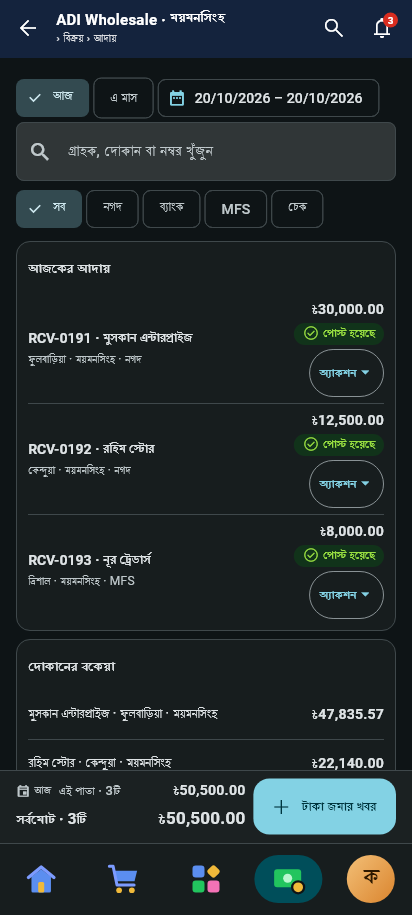 ADI Wholesale · ময়মনসিংহ
› বিক্রয় › আদায়
3
আজ
এ মাস
20/10/2026 – 20/10/2026
গ্রাহক, দোকান বা নম্বর খুঁজুন
সব
নগদ
ব্যাংক
MFS
চেক
আজকের আদায়
৳30,000.00
RCV-0191 · মুসকান এন্টারপ্রাইজ
পোস্ট হয়েছে
ফুলবাড়িয়া · ময়মনসিংহ · নগদ
অ্যাকশন
৳12,500.00
RCV-0192 · রহিম স্টোর
পোস্ট হয়েছে
কেন্দুয়া · ময়মনসিংহ · নগদ
অ্যাকশন
৳8,000.00
RCV-0193 · নূর ট্রেডার্স
পোস্ট হয়েছে
ত্রিশাল · ময়মনসিংহ · MFS
অ্যাকশন
দোকানের বকেয়া
মুসকান এন্টারপ্রাইজ · ফুলবাড়িয়া · ময়মনসিংহ ৳47,835.57
রহিম স্টোর · কেন্দুয়া · ময়মনসিংহ ৳22,140.00
আজ এই পাতা · 3টি ৳50,500.00
সর্বমোট · 3টি ৳50,500.00
টাকা জমার খবর
ক